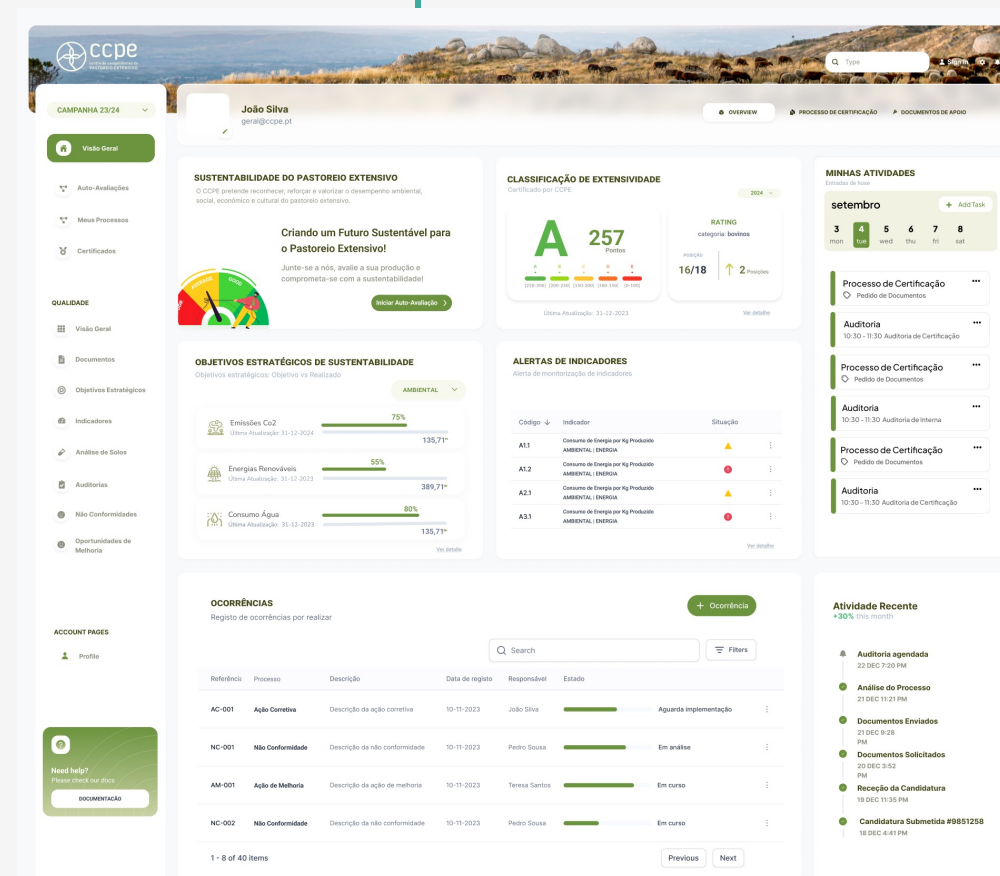 ccpe
centro de competências do
PASTOREIO EXTENSIVO
Type
Sign In
CAMPANHA 23/24
João Silva
geral@ccpe.pt
OVERVIEW
PROCESSO DE CERTIFICAÇÃO
DOCUMENTOS DE APOIO
Visão Geral
Auto-Avaliações
Meus Processos
Certificados
QUALIDADE
Visão Geral
Documentos
Objetivos Estratégicos
Indicadores
Análise de Solos
Auditorias
Não Conformidades
Oportunidades de
Melhoria
ACCOUNT PAGES
Profile
Need help?
Please check our docs
DOCUMENTACÃO
SUSTENTABILIDADE DO PASTOREIO EXTENSIVO
O CCPE pretende reconhecer, reforçar e valorizar o desempenho ambiental,
social, económico e cultural do pastoreio extensivo.
Criando um Futuro Sustentável para
o Pastoreio Extensivo!
Junte-se a nós, avalie a sua produção e
comprometa-se com a sustentabilidade!
Iniciar Auto-Avaliação
AVERAGE
GOOD
CLASSIFICAÇÃO DE EXTENSIVIDADE
Certificado por CCPE
2024
A
257
Pontos
A B C D E
[200-250] [150-200] [100-150] [0-100]
RATING
categoria: bovinos
POSIÇÃO
16/18
2 Posições
Última Atualização: 31-12-2023
Ver detalhe
MINHAS ATIVIDADES
Entradas de hoje
setembro
+ Add Task
3 4 5 6 7 8
mon tue wed thu fri sat
Processo de Certificação
Pedido de Documentos
Auditoria
10:30 - 11:30 Auditoria de Certificação
Processo de Certificação
Pedido de Documentos
Auditoria
10:30 - 11:30 Auditoria de Interna
Processo de Certificação
Pedido de Documentos
Auditoria
10:30 - 11:30 Auditoria de Certificação
OBJETIVOS ESTRATÉGICOS DE SUSTENTABILIDADE
Objetivos estratégicos: Objetivo vs Realizado
AMBIENTAL
Emissões Co2
Última Atualização: 31-12-2024
75%
135,71
Energias Renováveis
Última Atualização: 31-12-2023
55%
389,71
Consumo Água
Última Atualização: 31-12-2023
80%
135,71
Ver detalhe
ALERTAS DE INDICADORES
Alerta de monitorização de indicadores
Código Indicador Situação
A1.1 Consumo de Energia por Kg Produzido
AMBIENTAL | ENERGIA
A1.2 Consumo de Energia por Kg Produzido
AMBIENTAL | ENERGIA
A2.1 Consumo de Energia por Kg Produzido
AMBIENTAL | ENERGIA
A3.1 Consumo de Energia por Kg Produzido
AMBIENTAL | ENERGIA
Ver detalhe
OCORRÊNCIAS
Registo de ocorrências por realizar
+ Ocorrência
Search
Filters
Referência Processo Descrição Data de registo Responsável Estado
AC-001 Ação Corretiva Descrição da ação corretiva 10-11-2023 João Silva Aguarda implementação
NC-001 Não Conformidade Descrição da não conformidade 10-11-2023 Pedro Sousa Em análise
AM-001 Ação de Melhoria Descrição da ação de melhoria 10-11-2023 Teresa Santos Em curso
NC-002 Não Conformidade Descrição da não conformidade 10-11-2023 Pedro Sousa Em curso
1 - 8 of 40 items
Previous
Next
Atividade Recente
+30% this month
Auditoria agendada
22 DEC 7:20 PM
Análise do Processo
21 DEC 11:21 PM
Documentos Enviados
21 DEC 9:28
PM
Documentos Solicitados
20 DEC 3:52
PM
Receção da Candidatura
19 DEC 11:35 PM
Candidatura Submetida #9851258
18 DEC 4:41 PM